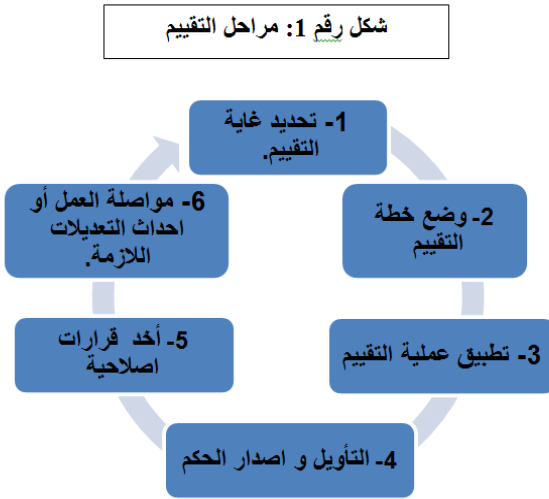 شكل رقم 1: مراحل التقييم
1- تحديد غاية
التقييم.
2- وضع خطة
التقييم
3- تطبيق عملية التقييم
4- التأويل و اصدار الحكم
5- أخد قرارات
اصلاحية
6- مواصلة العمل أو
احداث التعديلات
اللازمة.